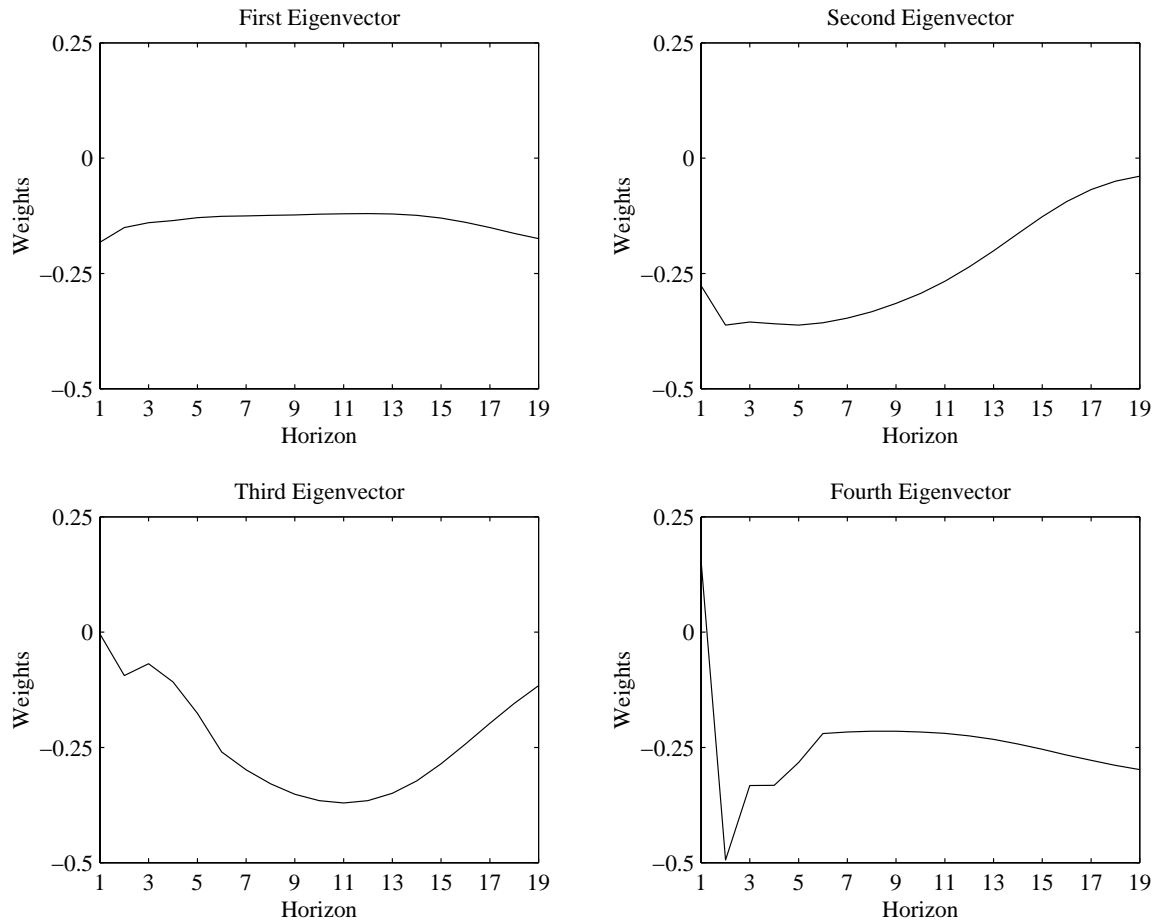 First Eigenvector
0.25
0
−0.25
−0.5
Weights
1 3 5 7 9 11 13 15 17 19
Horizon
Second Eigenvector
0.25
0
−0.25
−0.5
Weights
1 3 5 7 9 11 13 15 17 19
Horizon
Third Eigenvector
0.25
0
−0.25
−0.5
Weights
1 3 5 7 9 11 13 15 17 19
Horizon
Fourth Eigenvector
0.25
0
−0.25
−0.5
Weights
1 3 5 7 9 11 13 15 17 19
Horizon